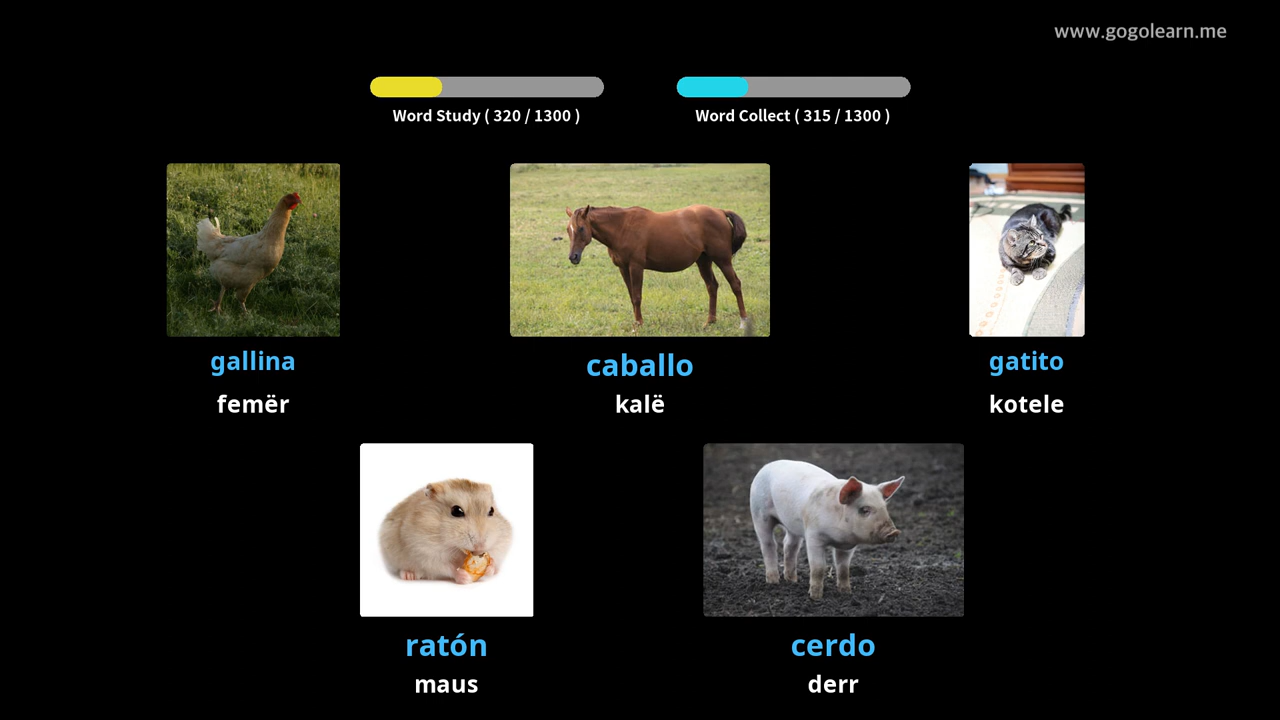 www.gogolearn.me
Word Study ( 320 / 1300 )
Word Collect ( 315 / 1300 )
gallina
femër
caballo
kalë
gatito
kotele
ratón
maus
cerdo
derr